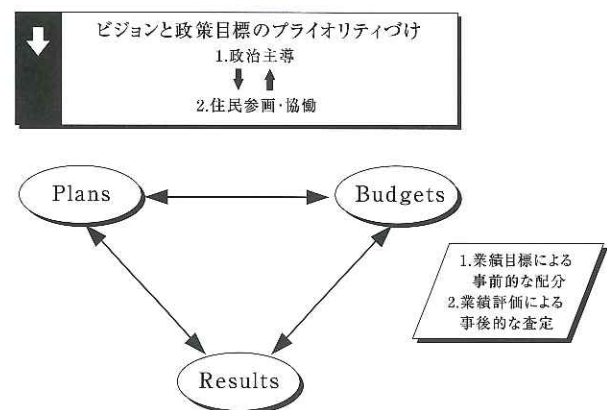 ビジョンと政策目標のプライオリティづけ
1.政治主導
2.住民参画・協働
Plans
Budgets
1.業績目標による
事前的な配分
2.業績評価による
事後的な査定
Results